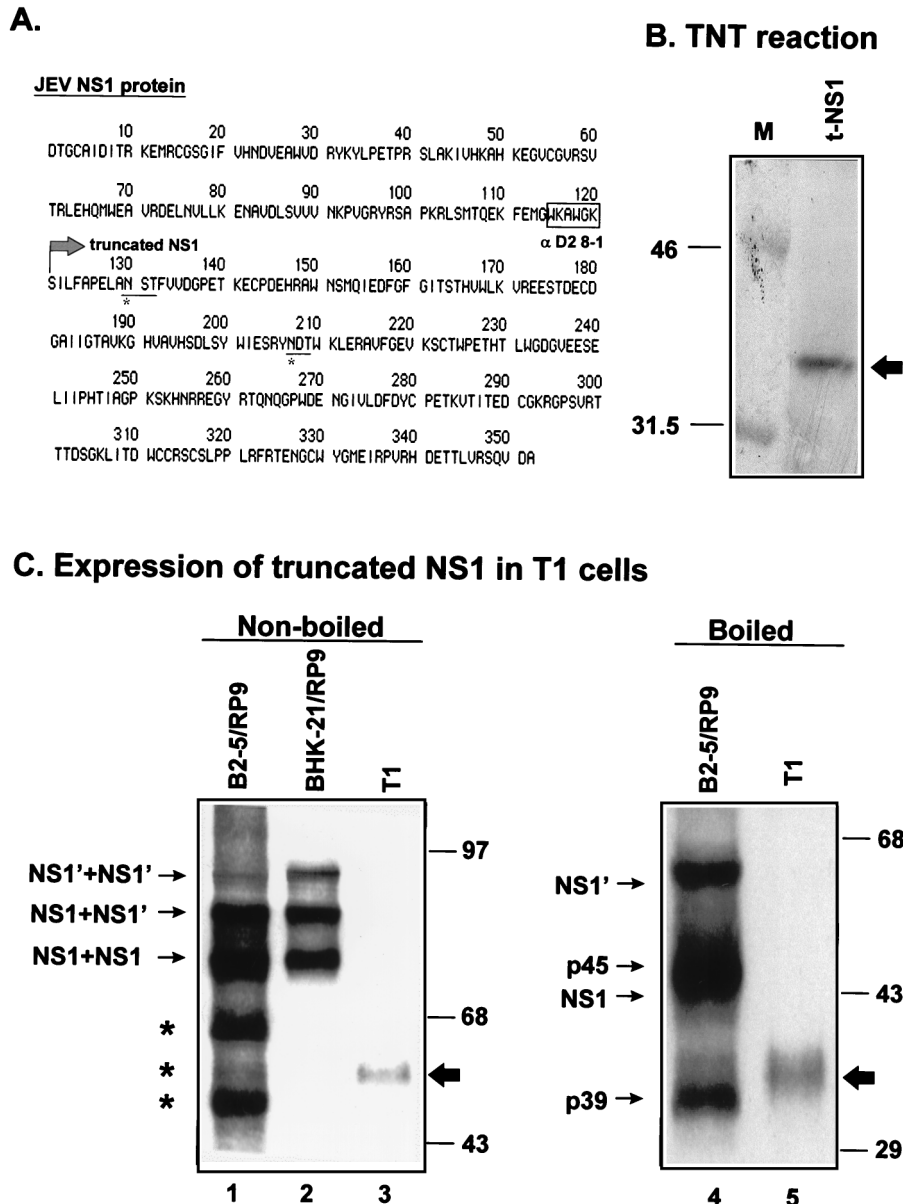 A.
JEV NS1 protein
10 20 30 40 50 60
DTGCAIDITR KEMRCGSGIF VHNDVEAWVD RYKYLPETPR SLAKIVHKAH KEGVCGVRSV
70 80 90 100 110 120
TRLEHQMWEA VRDELNVLLK ENAVDLSVVV NKPVGRYRSA PKRLSMTQEK FEMGWKAWGK
truncated NS1
α D2 8-1
130 140 150 160 170 180
SILFAPELAN STFVVDGPET KECPDEHRAW NSMQIEDFGF GITSTHVWLK VREESTDECD
*
190 200 210 220 230 240
GAIIGTAVKG HVAVHSDLSY WIESRYNDTW KLERAVFGEV KSCTWPETHT LWGDGVEESE
*
250 260 270 280 290 300
LIIPHTIAGP KSKHNRREGY RTQNQGPWDE NGIVLDFDYC PETKVTITED CGKRGPSVRT
310 320 330 340 350
TTDSGKLITD WCCRSCSLPP LRFRTENGCW YGMEIRPVRH DETTLVRSQV DA
B. TNT reaction
M
t-NS1
46
31.5
C. Expression of truncated NS1 in T1 cells
Non-boiled
B2-5/RP9
BHK-21/RP9
T1
NS1'+NS1'
NS1+NS1'
NS1+NS1
*
*
*
97
68
43
1 2 3
Boiled
B2-5/RP9
T1
NS1'
p45
NS1
p39
68
43
29
4 5